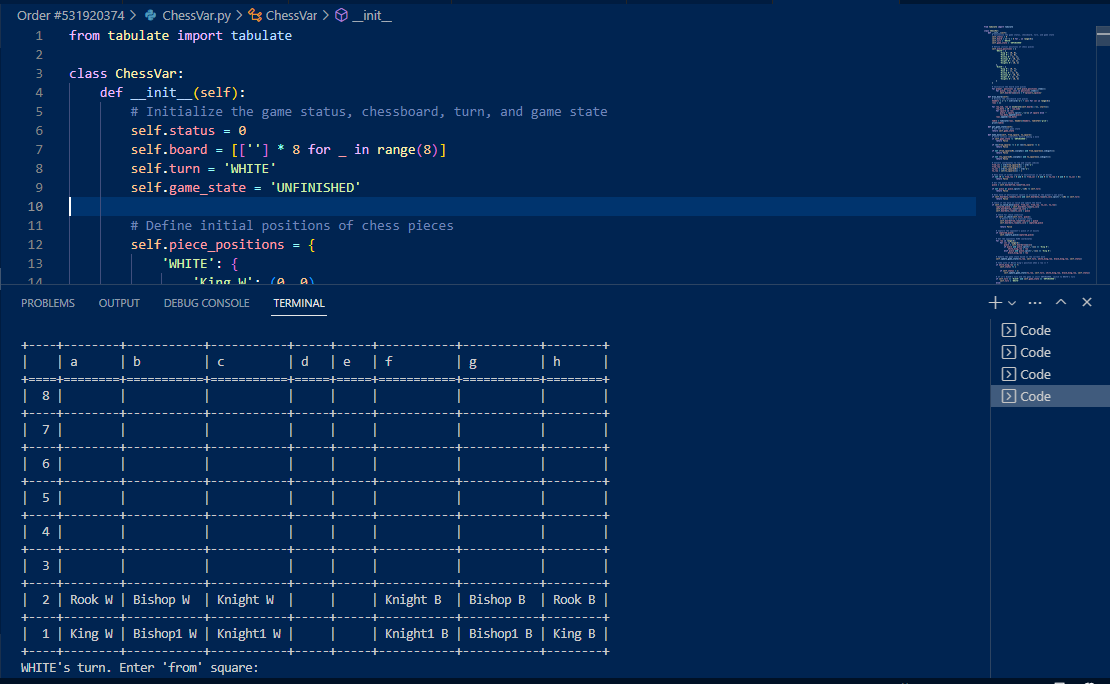 Order #531920374 > ChessVar.py > ChessVar > __init__
1 from tabulate import tabulate
2
3 class ChessVar:
4 def __init__(self):
5 # Initialize the game status, chessboard, turn, and game state
6 self.status = 0
7 self.board = [[''] * 8 for _ in range(8)]
8 self.turn = 'WHITE'
9 self.game_state = 'UNFINISHED'
10
11 # Define initial positions of chess pieces
12 self.piece_positions = {
13 'WHITE': {
14 'King W': (0, 0)
PROBLEMS OUTPUT DEBUG CONSOLE TERMINAL
Code
Code
Code
Code
+----+--------+-----------+-----------+-----+-----+-----------+-----------+--------+
|    | a      | b         | c         | d   | e   | f         | g         | h      |
+====+========+===========+===========+=====+=====+===========+===========+========+
|  8 |        |           |           |     |     |           |           |        |
+----+--------+-----------+-----------+-----+-----+-----------+-----------+--------+
|  7 |        |           |           |     |     |           |           |        |
+----+--------+-----------+-----------+-----+-----+-----------+-----------+--------+
|  6 |        |           |           |     |     |           |           |        |
+----+--------+-----------+-----------+-----+-----+-----------+-----------+--------+
|  5 |        |           |           |     |     |           |           |        |
+----+--------+-----------+-----------+-----+-----+-----------+-----------+--------+
|  4 |        |           |           |     |     |           |           |        |
+----+--------+-----------+-----------+-----+-----+-----------+-----------+--------+
|  3 |        |           |           |     |     |           |           |        |
+----+--------+-----------+-----------+-----+-----+-----------+-----------+--------+
|  2 | Rook W | Bishop W  | Knight W  |     |     | Knight B  | Bishop B  | Rook B |
+----+--------+-----------+-----------+-----+-----+-----------+-----------+--------+
|  1 | King W | Bishop1 W | Knight1 W |     |     | Knight1 B | Bishop1 B | King B |
+----+--------+-----------+-----------+-----+-----+-----------+-----------+--------+
WHITE's turn. Enter 'from' square: